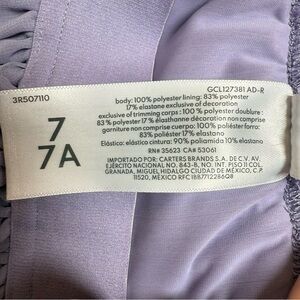 3R507110
GCL127381 AD-R
7
7A
body: 100% polyester lining: 83% polyester
17% elastane exclusive of decoration
exclusive of trimming corps : 100% polyester doublure :
83 % polyester 17 % élasthanne décoration non comprise
garniture non comprise cuerpo: 100% poliéster forro:
83% poliéster 17% elastano
Elástico: elástico cintura: 90% poliamida 10% elastano
RN# 35623 CA# 53061
IMPORTADO POR: CARTERS BRANDS S.A. DE C.V. AV.
EJÉRCITO NACIONAL NO. 843-B, NO. INT. PISO 11 COL.
GRANADA, MIGUEL HIDALGO CIUDAD DE MÉXICO, C.P.
11520, MÉXICO RFC